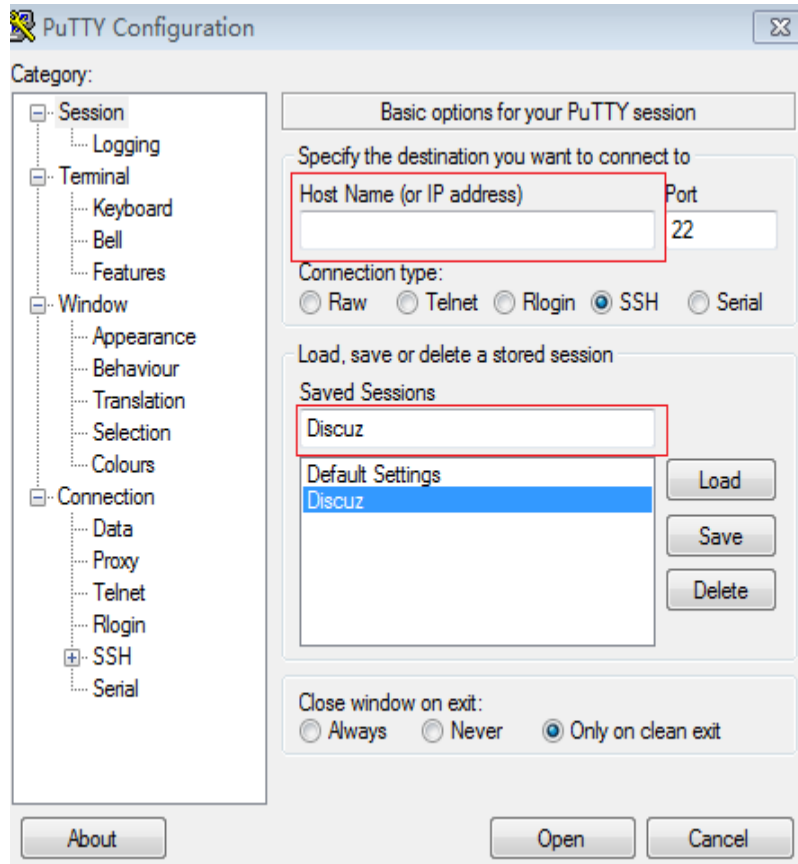 PuTTY Configuration
Category:
Session
Logging
Terminal
Keyboard
Bell
Features
Window
Appearance
Behaviour
Translation
Selection
Colours
Connection
Data
Proxy
Telnet
Rlogin
SSH
Serial
Basic options for your PuTTY session
Specify the destination you want to connect to
Host Name (or IP address) Port
22
Connection type:
Raw Telnet Rlogin SSH Serial
Load, save or delete a stored session
Saved Sessions
Discuz
Default Settings
Discuz
Load
Save
Delete
Close window on exit:
Always Never Only on clean exit
About Open Cancel